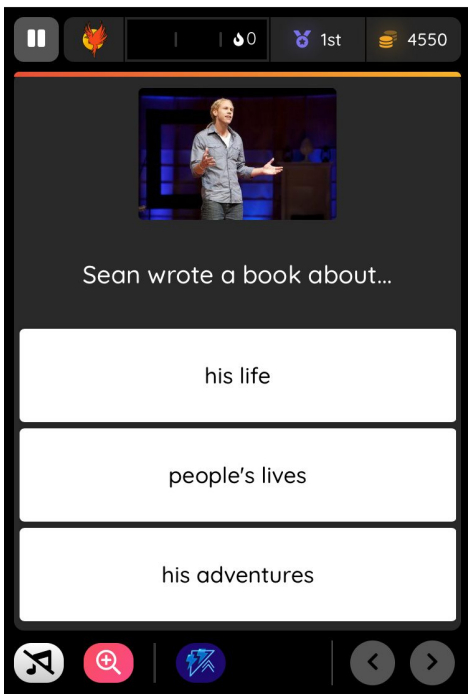 0 1st 4550
Sean wrote a book about...
his life
people's lives
his adventures